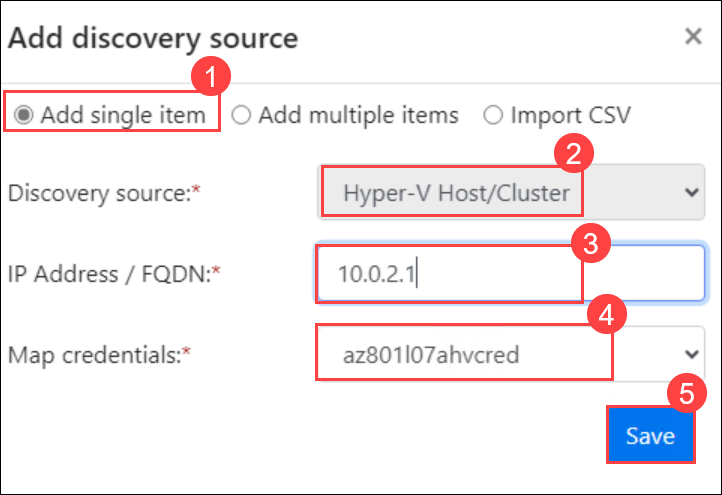 Add discovery source ×
1
Add single item Add multiple items Import CSV
2
Discovery source:* Hyper-V Host/Cluster
3
IP Address / FQDN:* 10.0.2.1
4
Map credentials:* az801l07ahvcred
5
Save